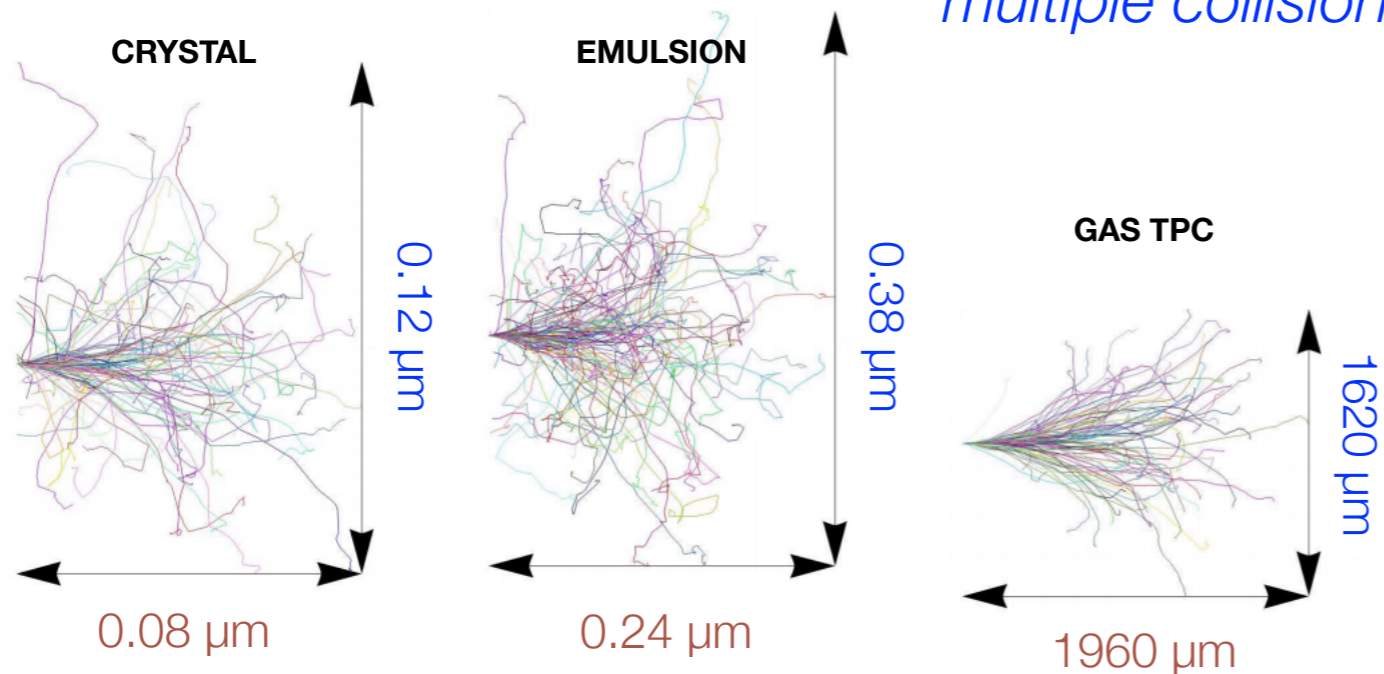 multiple collision
CRYSTAL
EMULSION
GAS TPC
0.12 μm
0.38 μm
1620 μm
0.08 μm
0.24 μm
1960 μm